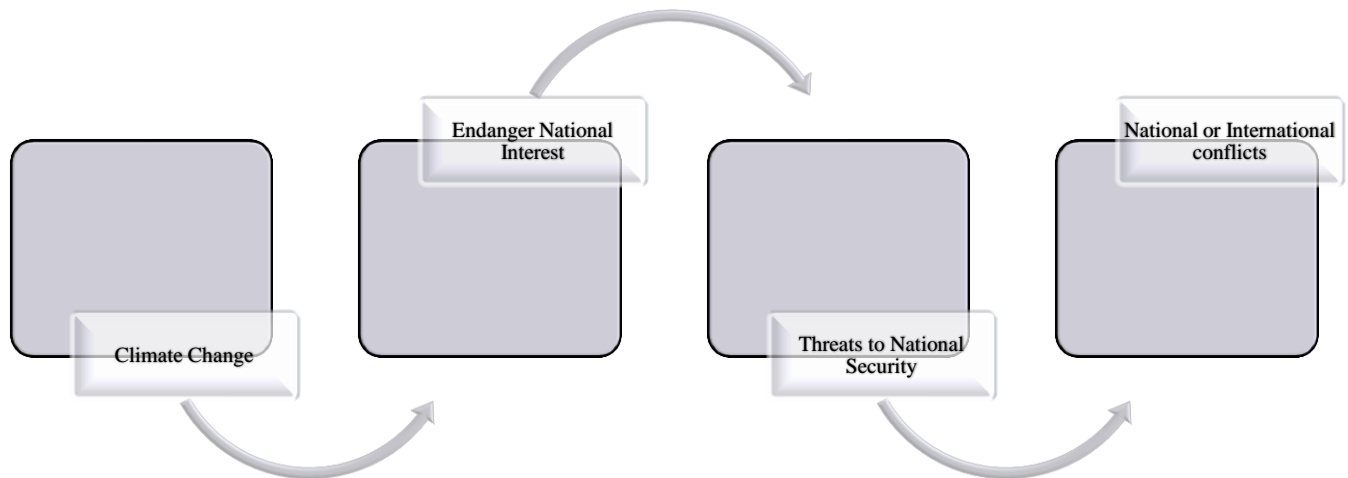 Climate Change
Endanger National
Interest
Threats to National
Security
National or International
conflicts